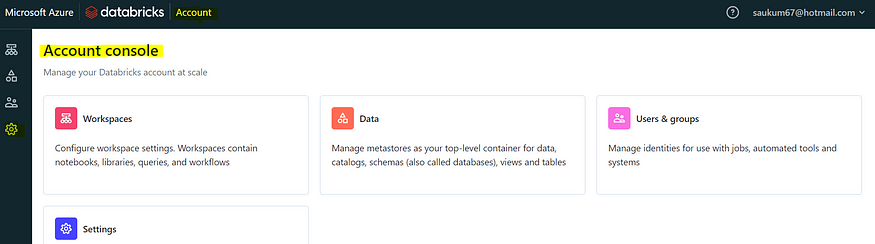 Microsoft Azure databricks Account saukum67@hotmail.com
Account console
Manage your Databricks account at scale
Workspaces
Configure workspace settings. Workspaces contain
notebooks, libraries, queries, and workflows
Data
Manage metastores as your top-level container for data,
catalogs, schemas (also called databases), views and tables
Users & groups
Manage identities for use with jobs, automated tools and
systems
Settings